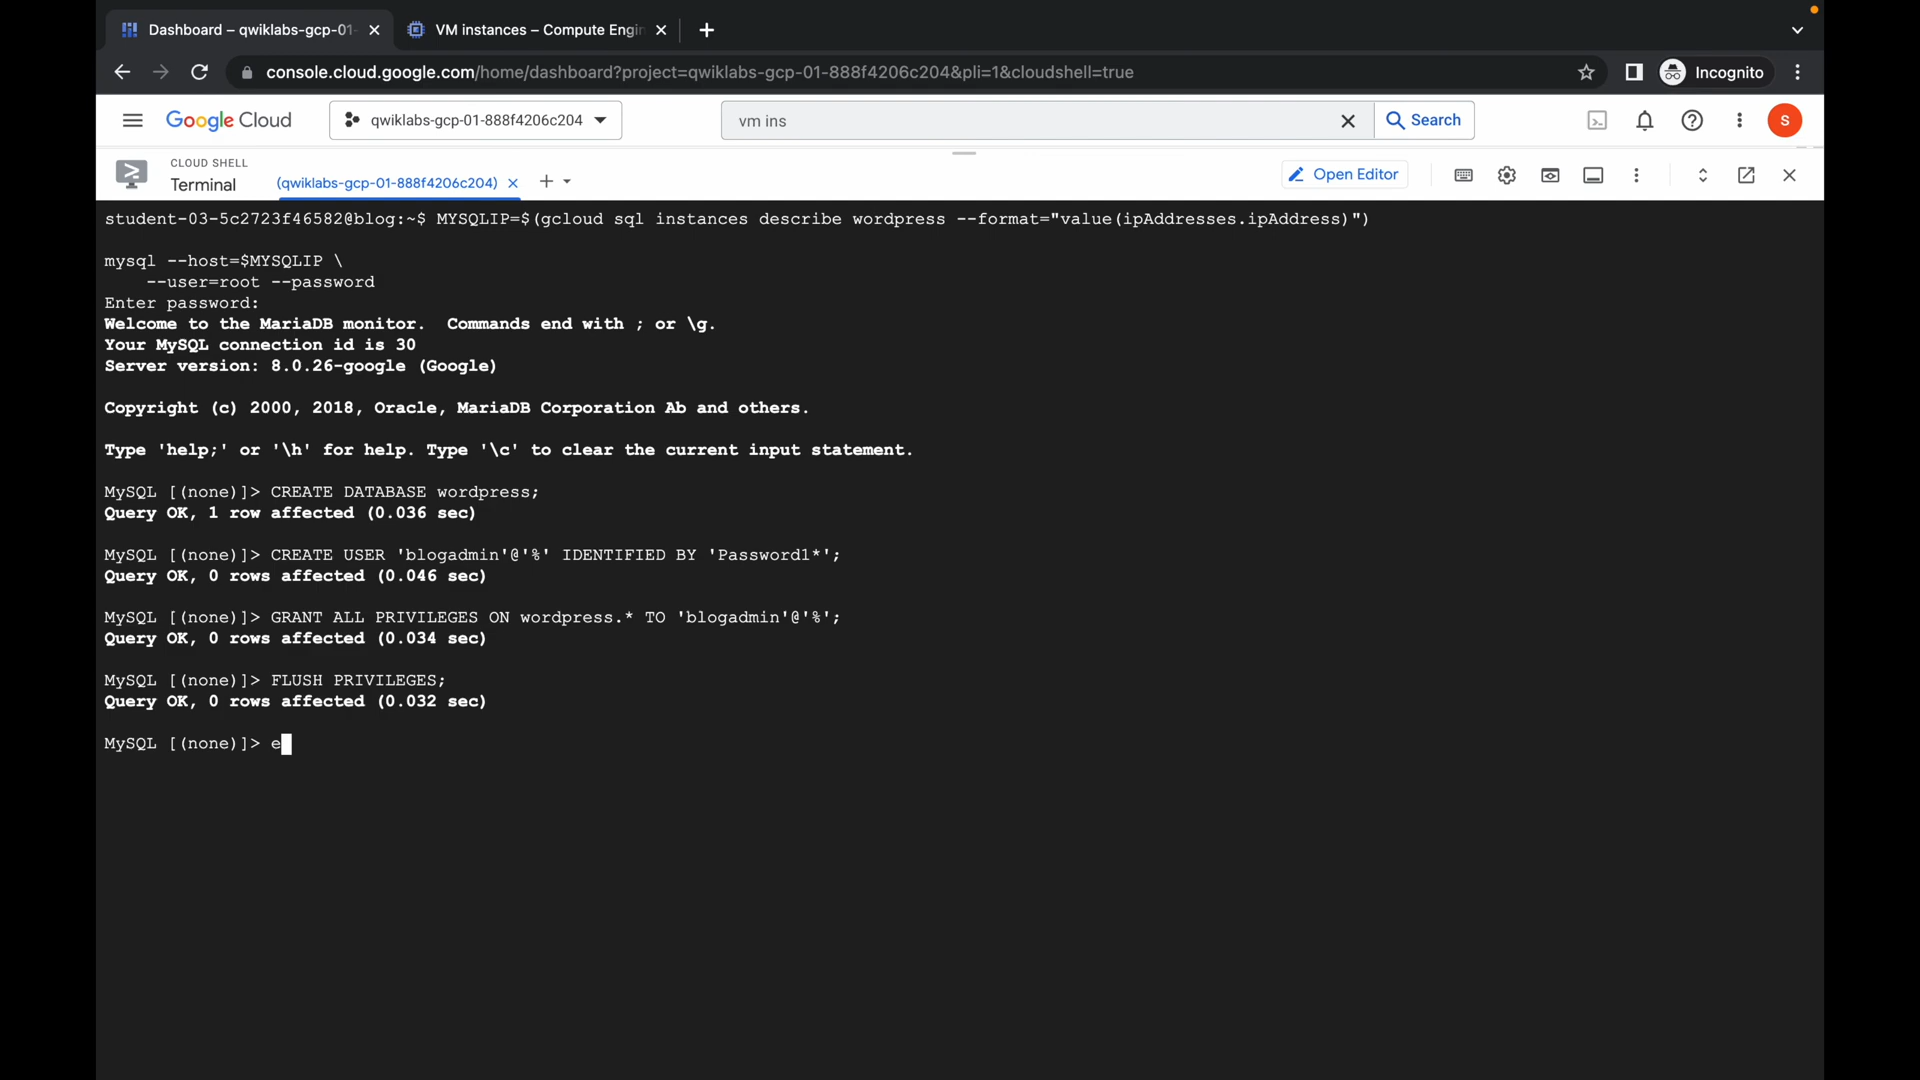 Dashboard – qwiklabs-gcp-01-
VM instances – Compute Engin
console.cloud.google.com/home/dashboard?project=qwiklabs-gcp-01-888f4206c204&pli=1&cloudshell=true
Incognito
Google Cloud
qwiklabs-gcp-01-888f4206c204
vm ins
Search
S
CLOUD SHELL
Terminal
(qwiklabs-gcp-01-888f4206c204)
Open Editor
student-03-5c2723f46582@blog:~$ MYSQLIP=$(gcloud sql instances describe wordpress --format="value(ipAddresses.ipAddress)")
mysql --host=$MYSQLIP \
--user=root --password
Enter password:
Welcome to the MariaDB monitor.  Commands end with ; or \g.
Your MySQL connection id is 30
Server version: 8.0.26-google (Google)
Copyright (c) 2000, 2018, Oracle, MariaDB Corporation Ab and others.
Type 'help;' or '\h' for help. Type '\c' to clear the current input statement.
MySQL [(none)]> CREATE DATABASE wordpress;
Query OK, 1 row affected (0.036 sec)
MySQL [(none)]> CREATE USER 'blogadmin'@'%' IDENTIFIED BY 'Password1*';
Query OK, 0 rows affected (0.046 sec)
MySQL [(none)]> GRANT ALL PRIVILEGES ON wordpress.* TO 'blogadmin'@'%';
Query OK, 0 rows affected (0.034 sec)
MySQL [(none)]> FLUSH PRIVILEGES;
Query OK, 0 rows affected (0.032 sec)
MySQL [(none)]> e